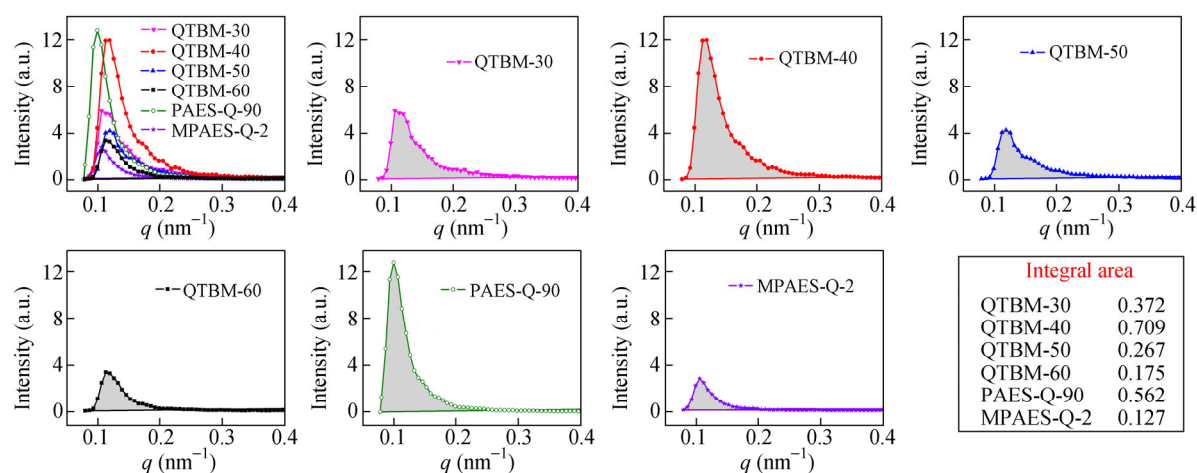 12
8
4
0
Intensity (a.u.)
0.1 0.2 0.3 0.4
q (nm⁻¹)
QTBM-30
QTBM-40
QTBM-50
QTBM-60
PAES-Q-90
MPAES-Q-2
12
8
4
0
Intensity (a.u.)
0.1 0.2 0.3 0.4
q (nm⁻¹)
QTBM-30
12
8
4
0
Intensity (a.u.)
0.1 0.2 0.3 0.4
q (nm⁻¹)
QTBM-40
12
8
4
0
Intensity (a.u.)
0.1 0.2 0.3 0.4
q (nm⁻¹)
QTBM-50
12
8
4
0
Intensity (a.u.)
0.1 0.2 0.3 0.4
q (nm⁻¹)
QTBM-60
12
8
4
0
Intensity (a.u.)
0.1 0.2 0.3 0.4
q (nm⁻¹)
PAES-Q-90
12
8
4
0
Intensity (a.u.)
0.1 0.2 0.3 0.4
q (nm⁻¹)
MPAES-Q-2
Integral area
QTBM-30 0.372
QTBM-40 0.709
QTBM-50 0.267
QTBM-60 0.175
PAES-Q-90 0.562
MPAES-Q-2 0.127